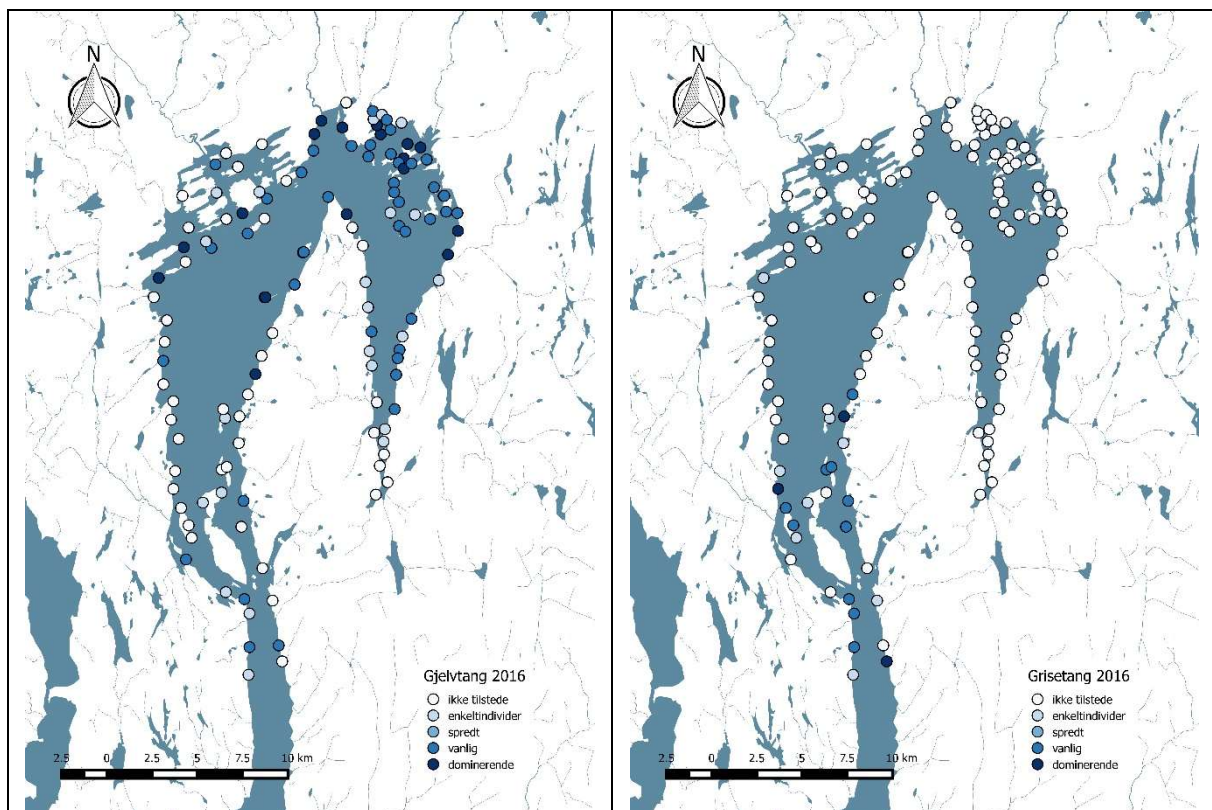 N
Gjelvtang 2016
ikke tilstede
enkeltindivider
spredt
vanlig
dominerende
2.5 0 2.5 5 7.5 10 km
N
Grisetang 2016
ikke tilstede
enkeltindivider
spredt
vanlig
dominerende
2.5 0 2.5 5 7.5 10 km